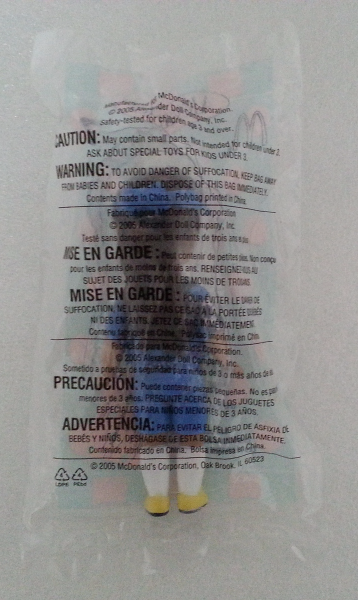 Manufactured for McDonald's Corporation.
© 2005 Alexander Doll Company, Inc.
Safety-tested for children age 3 and over.
CAUTION: May contain small parts. Not intended for children under 3.
ASK ABOUT SPECIAL TOYS FOR KIDS UNDER 3.
WARNING: TO AVOID DANGER OF SUFFOCATION, KEEP BAG AWAY
FROM BABIES AND CHILDREN. DISPOSE OF THIS BAG IMMEDIATELY.
Contents made in China. Polybag printed in China.
Fabriqué pour McDonald's Corporation
© 2005 Alexander Doll Company, Inc.
Testé sans danger pour les enfants de trois ans
MISE EN GARDE: Peut contenir de petites Non conçu
pour les enfants de moins de trois ans. RENSEIGNEZ-VOUS AU
SUJET DES JOUETS POUR LES MOINS DE TROIS
MISE EN GARDE: POUR ÉVITER LE DANGER DE
SUFFOCATION, NE LAISSEZ PAS CE SAC À LA PORTÉE DES BÉBÉS
NI DES ENFANTS. JETEZ CE SAC IMMÉDIATEMENT.
Contenu fabriqué en Chine. imprimé en Chine
Fabricado para McDonald's Corporation.
© 2005 Alexander Doll Company, Inc.
Sometido a pruebas de seguridad para niños de 3 o más años de
PRECAUCIÓN: Puede contener piezas pequeñas. No es para
menores de 3 años. PREGUNTE ACERCA DE LOS JUGUETES
ESPECIALES PARA NIÑOS MENORES DE 3 AÑOS.
ADVERTENCIA: PARA EVITAR EL PELIGRO DE ASFIXIA DE
BEBÉS Y NIÑOS, DESHÁGASE DE ESTA BOLSA INMEDIATAMENTE.
Contenido fabricado en China. Bolsa impresa en China.
© 2005 McDonald's Corporation, Oak Brook, IL 60523
4 4
LDPE